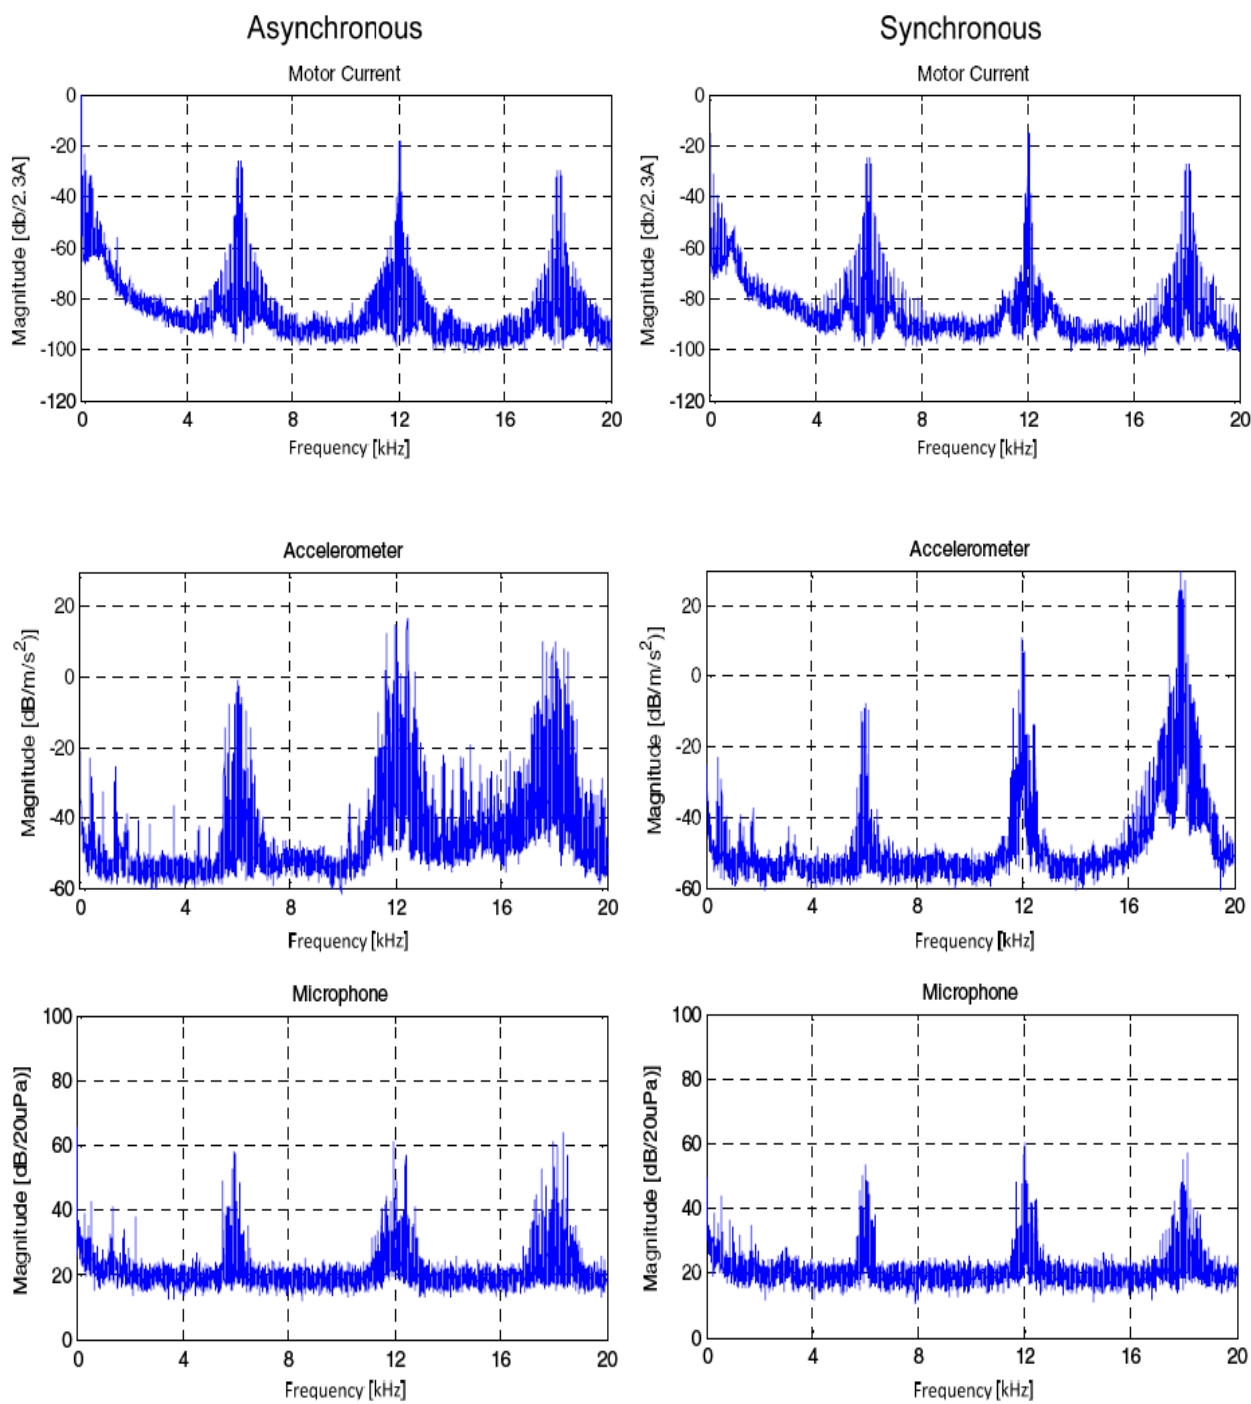 Asynchronous
Synchronous
Motor Current
Motor Current
Magnitude [db/2.3A]
0
-20
-40
-60
-80
-100
-120
0 4 8 12 16 20
Frequency [kHz]
Magnitude [db/2.3A]
0
-20
-40
-60
-80
-100
-120
0 4 8 12 16 20
Frequency [kHz]
Accelerometer
Accelerometer
Magnitude [dB/m/s²)]
20
0
-20
-40
-60
0 4 8 12 16 20
Frequency [kHz]
Magnitude [dB/m/s²)]
20
0
-20
-40
-60
0 4 8 12 16 20
Frequency [kHz]
Microphone
Microphone
Magnitude [dB/20uPa)]
100
80
60
40
20
0
0 4 8 12 16 20
Frequency [kHz]
Magnitude [dB/20uPa)]
100
80
60
40
20
0
0 4 8 12 16 20
Frequency [kHz]